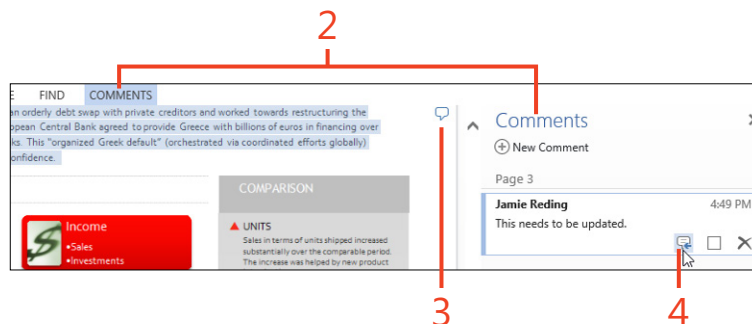 2
E FIND COMMENTS
an orderly debt swap with private creditors and worked towards restructuring the
opean Central Bank agreed to provide Greece with billions of euros in financing over
ks. This "organized Greek default" (orchestrated via coordinated efforts globally)
onfidence.
COMPARISON
Income
•Sales
•Investments
UNITS
Sales in terms of units shipped increased
substantially over the comparable period.
The increase was helped by new product
Comments
New Comment
Page 3
Jamie Reding 4:49 PM
This needs to be updated.
3
4